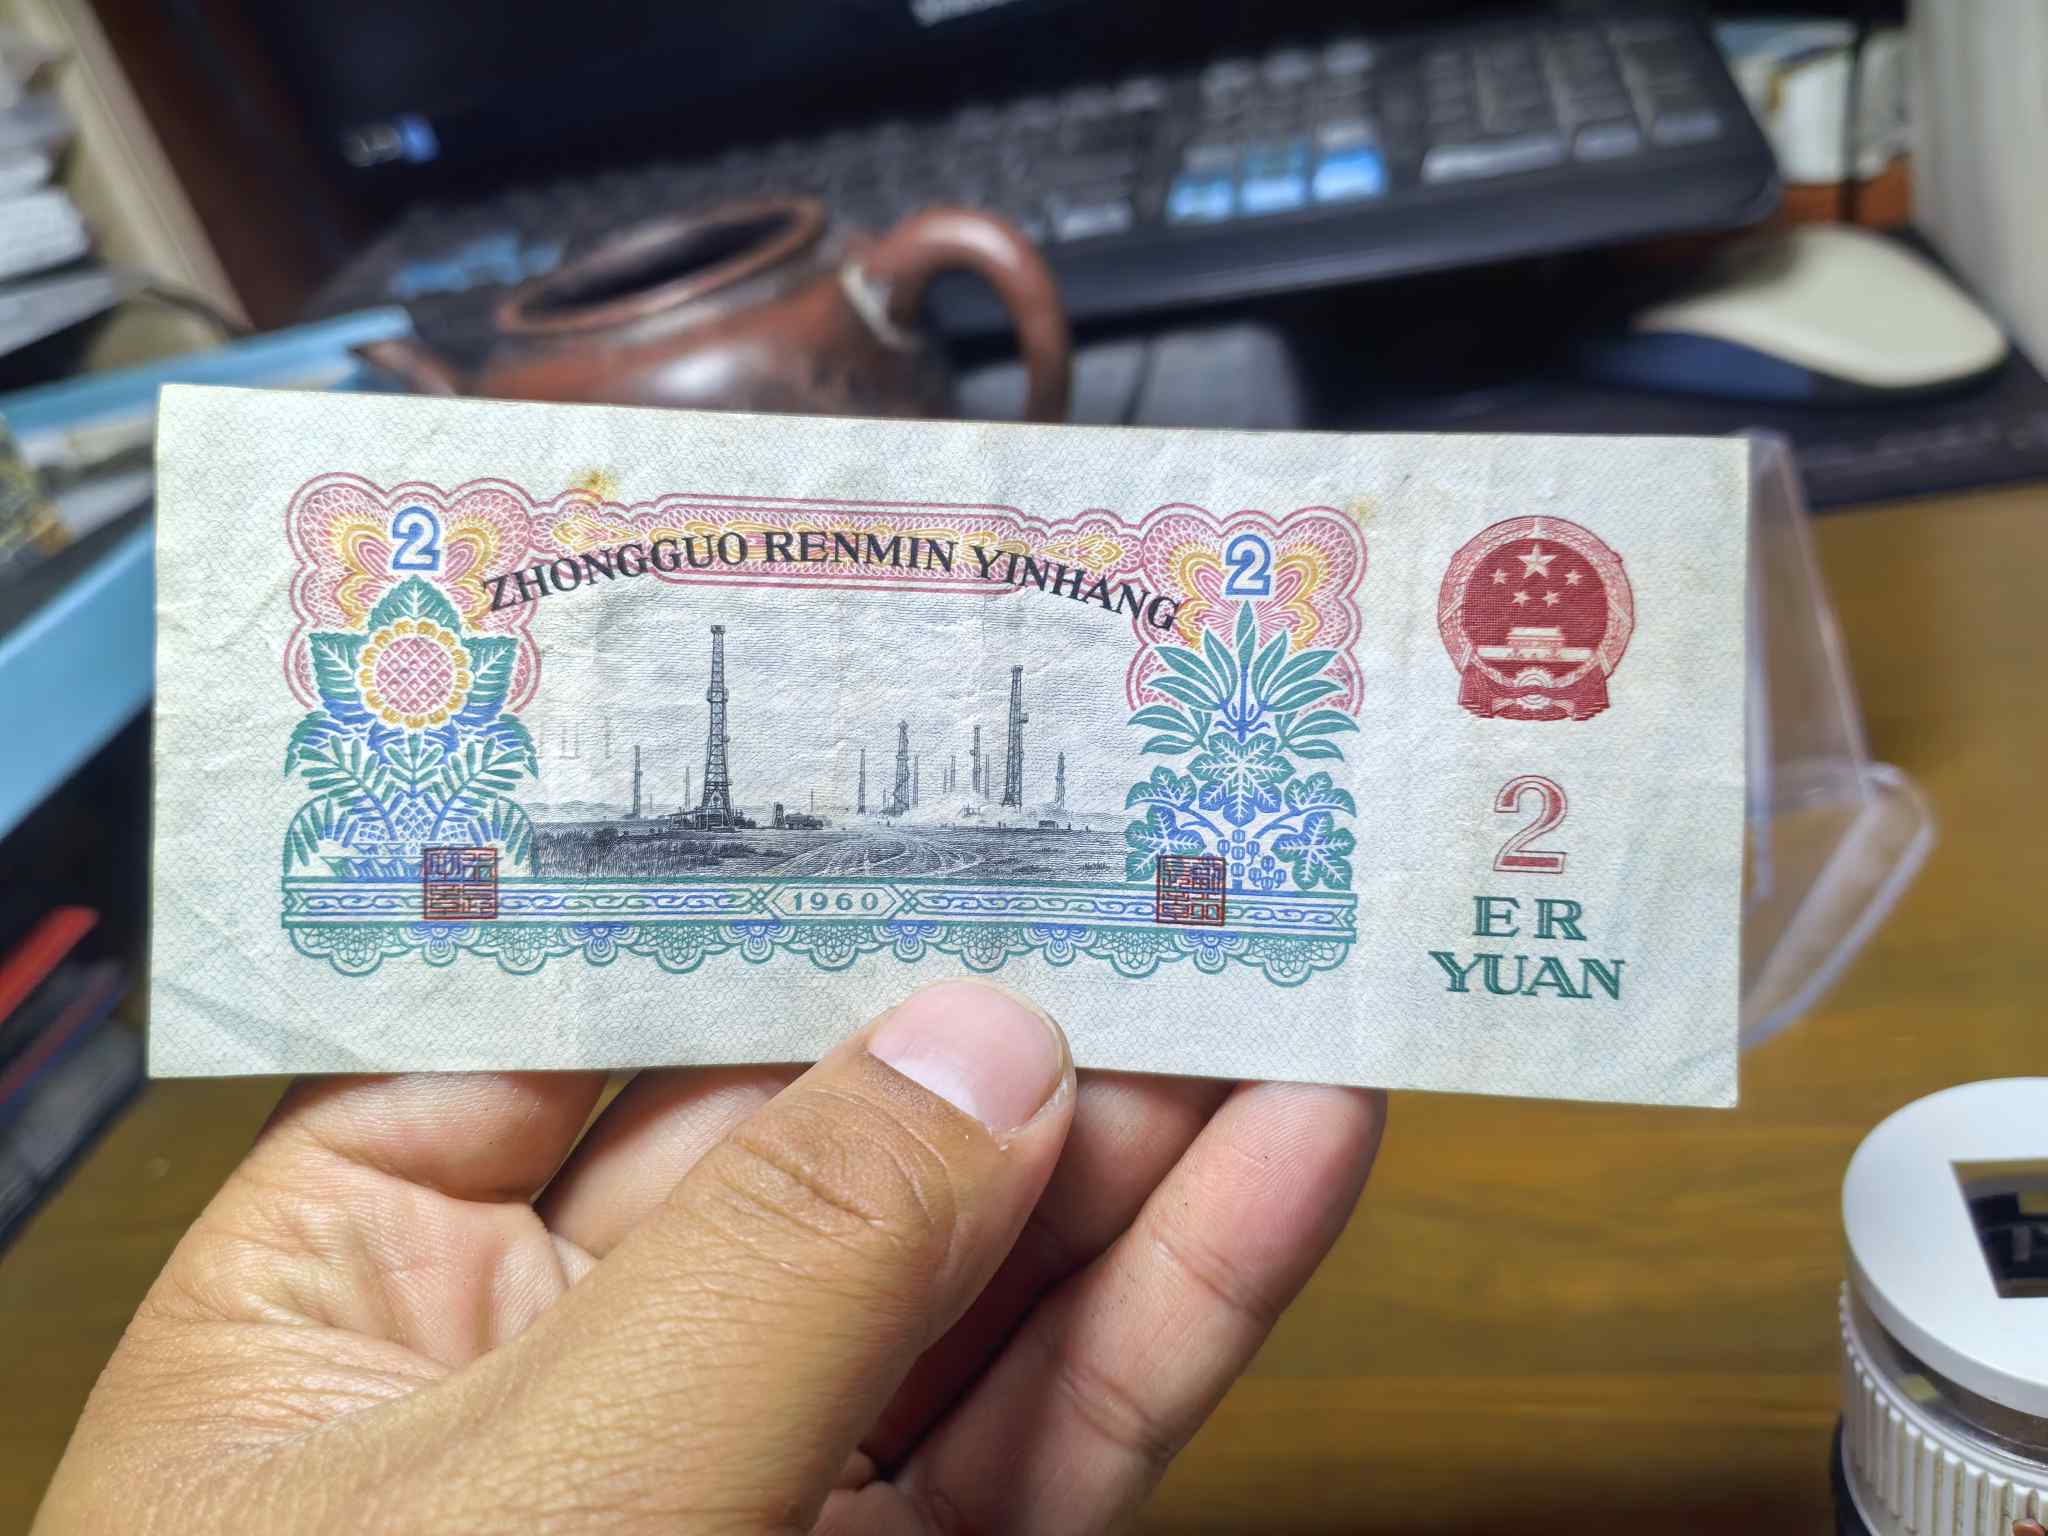 2
2
ZHONGGUO RENMIN YINHANG
1960
2
ER
YUAN